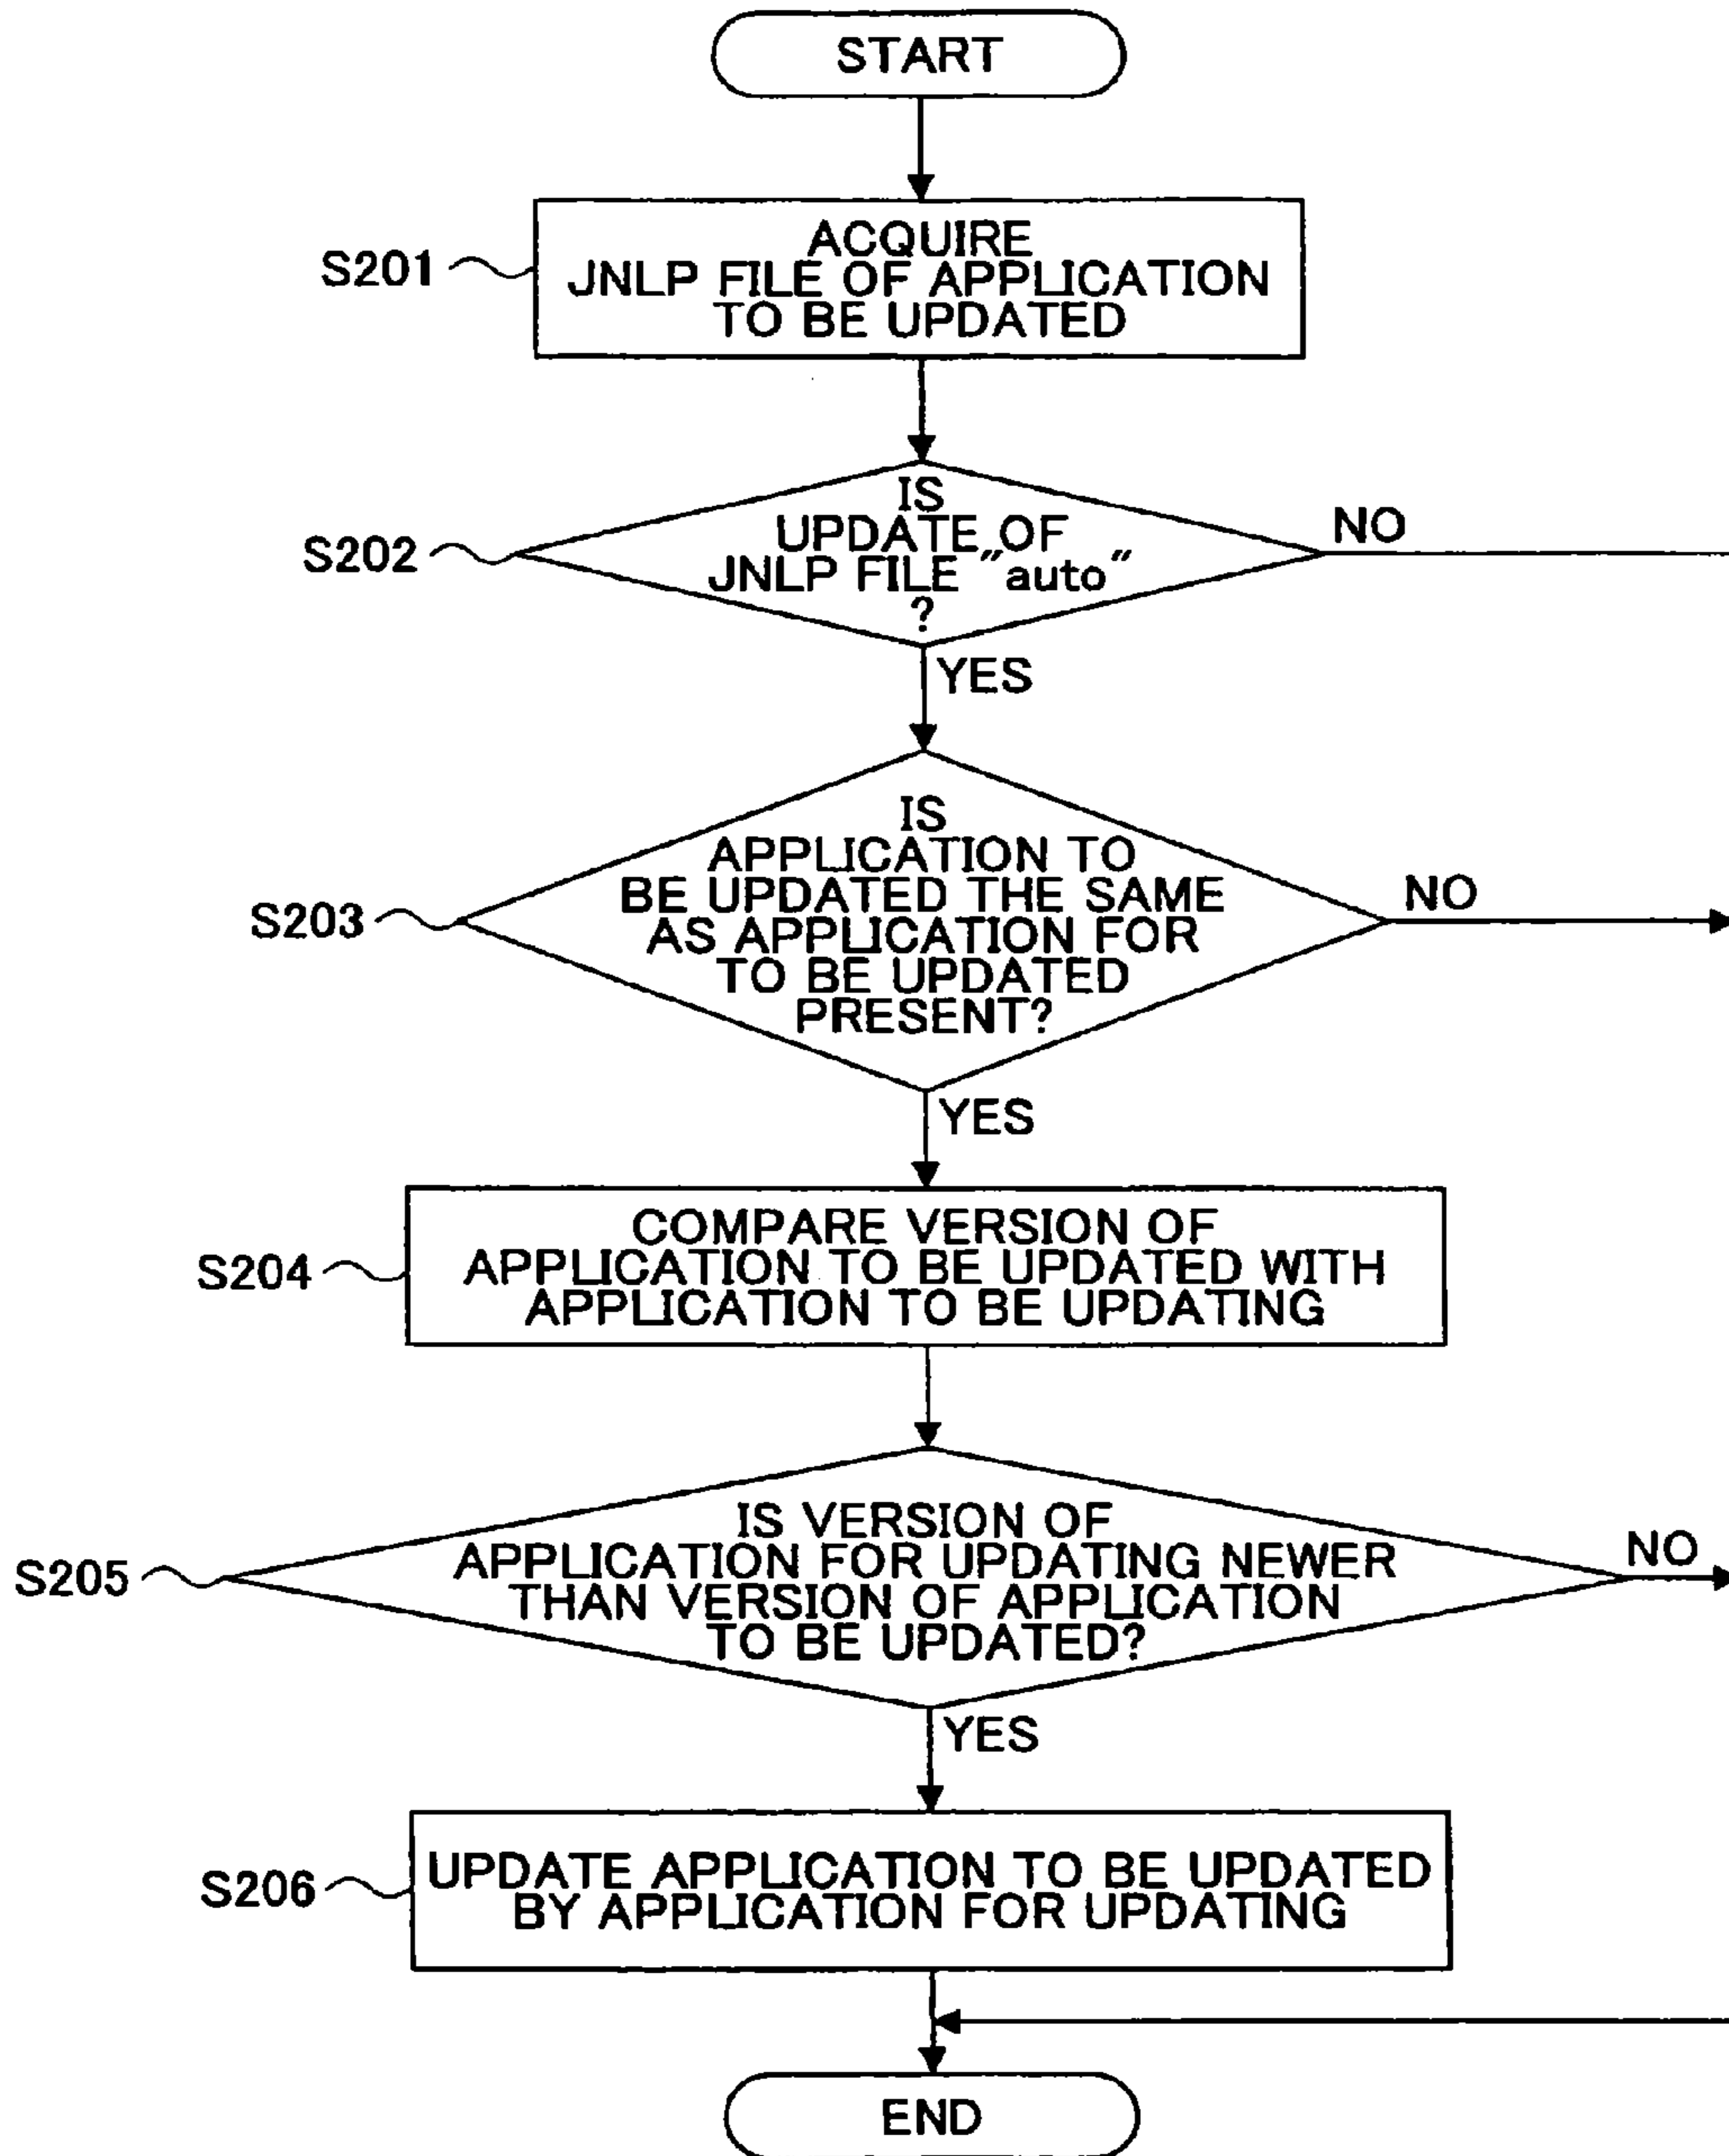 START
S201
ACQUIRE
JNLP FILE OF APPLICATION
TO BE UPDATED
S202
IS
UPDATE OF
JNLP FILE "auto"
?
NO
YES
S203
IS
APPLICATION TO
BE UPDATED THE SAME
AS APPLICATION FOR
TO BE UPDATED
PRESENT?
NO
YES
S204
COMPARE VERSION OF
APPLICATION TO BE UPDATED WITH
APPLICATION TO BE UPDATING
S205
IS VERSION OF
APPLICATION FOR UPDATING NEWER
THAN VERSION OF APPLICATION
TO BE UPDATED?
NO
YES
S206
UPDATE APPLICATION TO BE UPDATED
BY APPLICATION FOR UPDATING
END